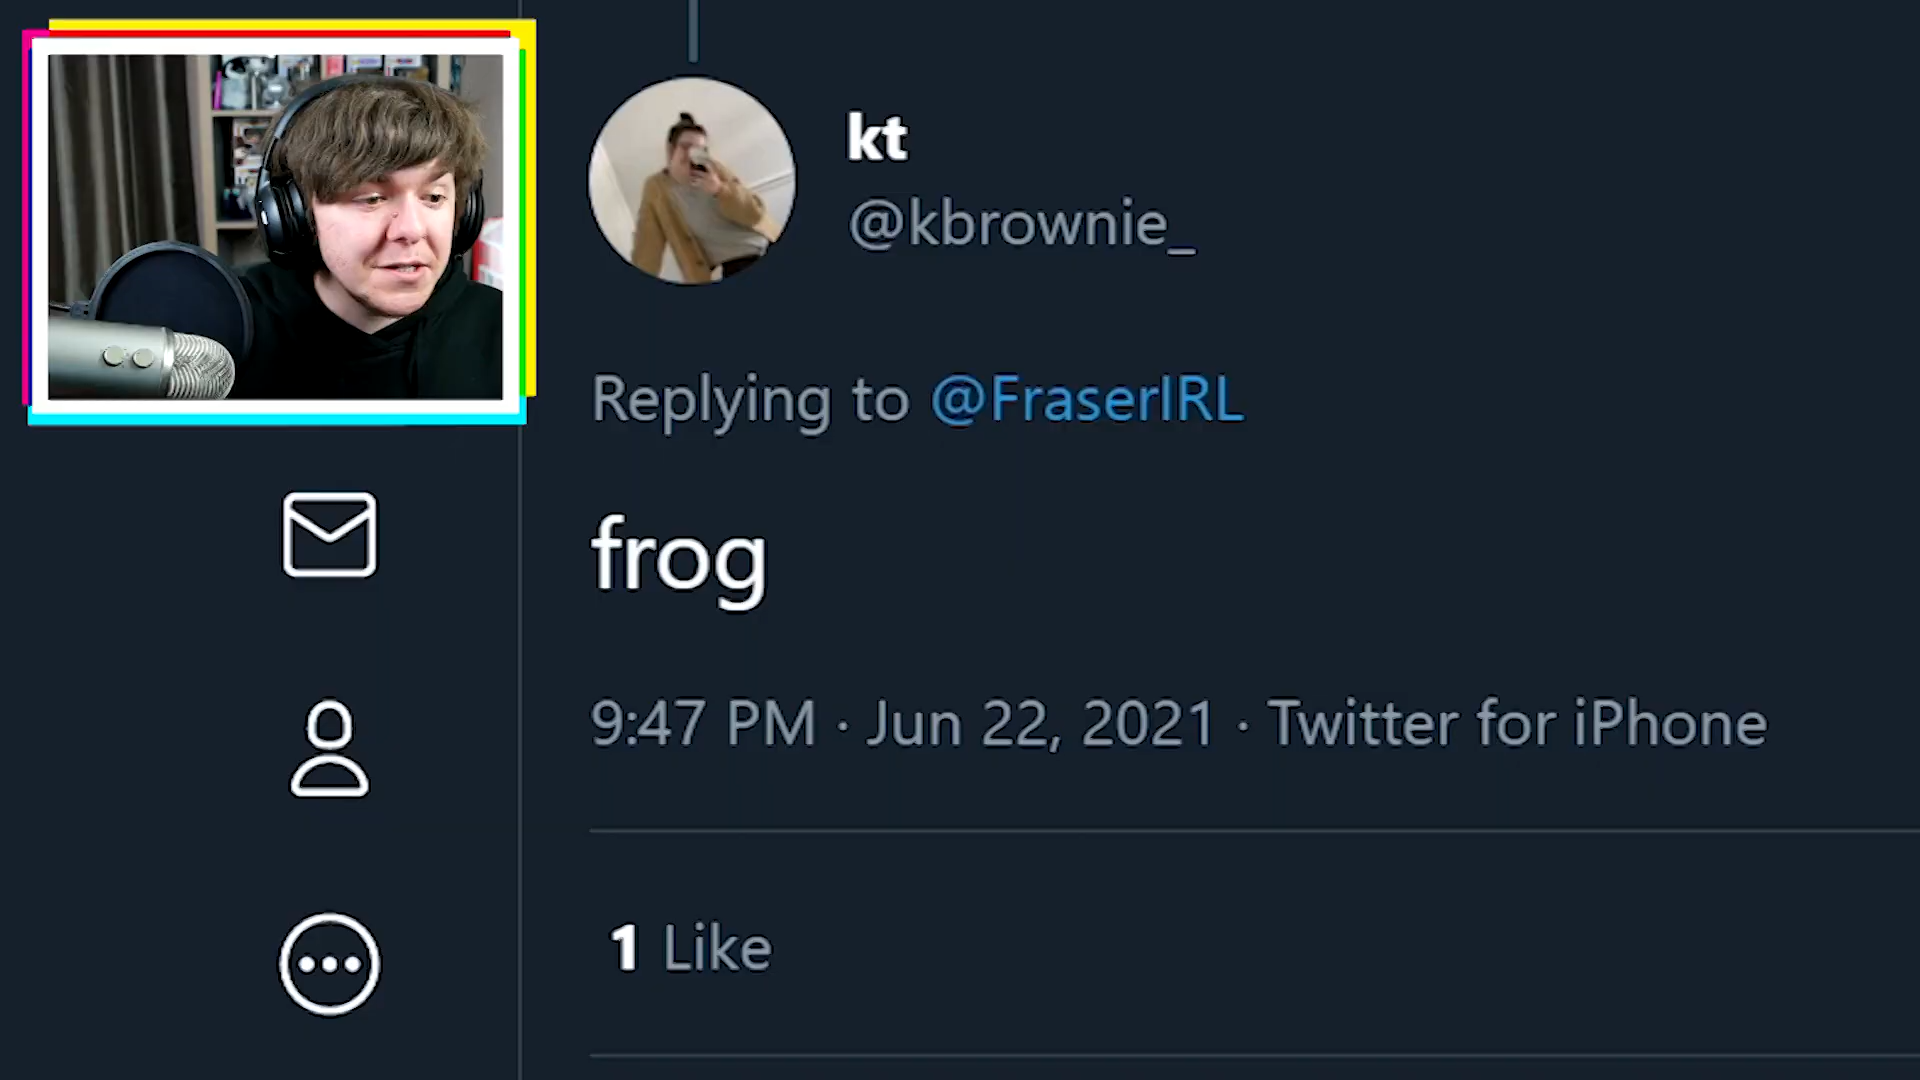 kt
@kbrownie_
Replying to @FraserIRL
frog
9:47 PM · Jun 22, 2021 · Twitter for iPhone
1 Like